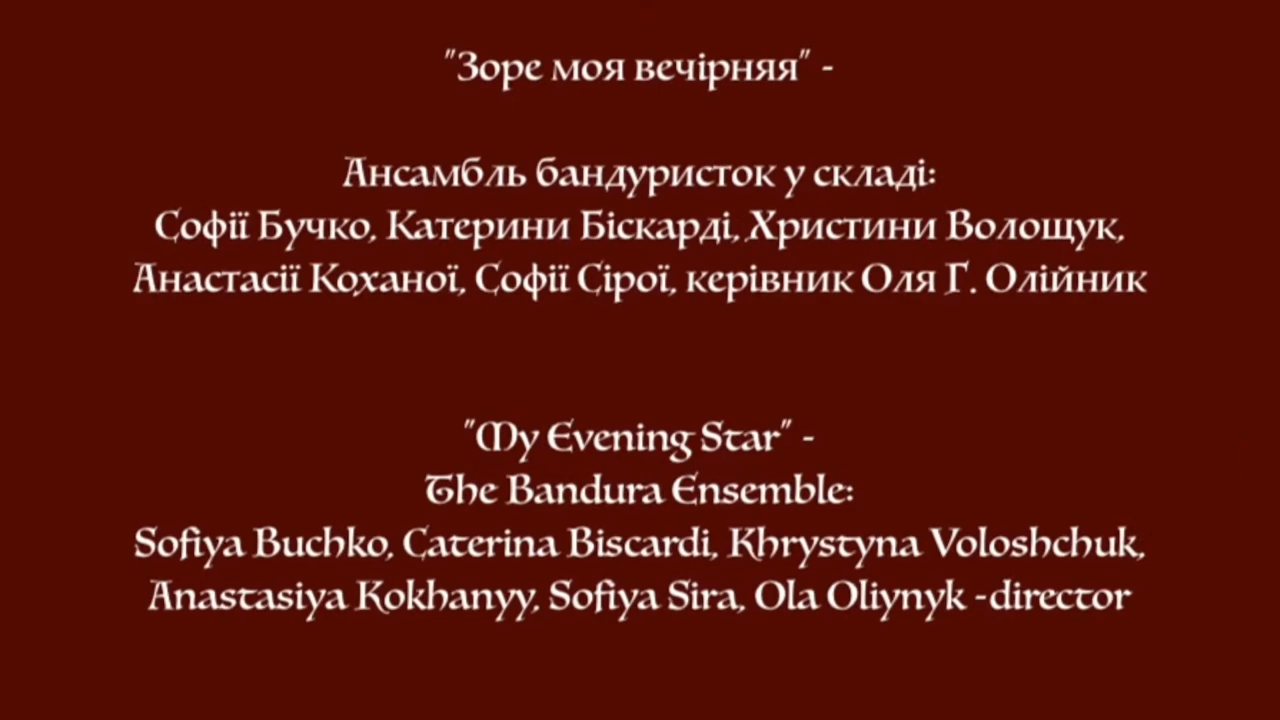 "Зоре моя вечірняя" -
Ансамбль бандуристок у складі:
Софії Бучко, Катерини Біскарді, Христини Волощук,
Анастасії Коханої, Софії Сірої, керівник Оля Ґ. Олійник
"My Evening Star" -
The Bandura Ensemble:
Sofiya Buchko, Caterina Biscardi, Khrystyna Voloshchuk,
Anastasiya Kokhanyy, Sofiya Sira, Ola Oliynyk -director